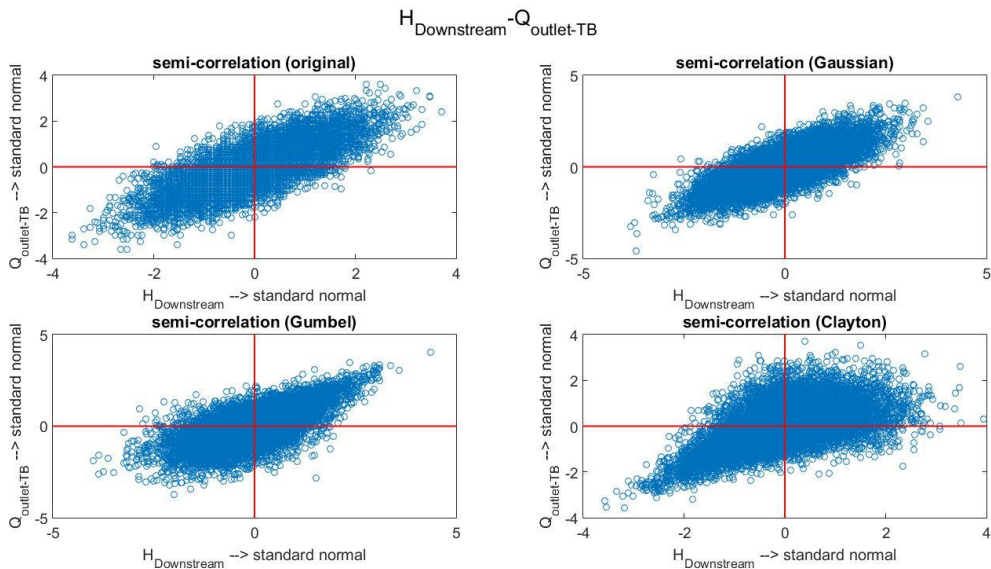 H_Downstream-Q_outlet-TB
semi-correlation (original)
Q_outlet-TB --> standard normal
4
2
0
-2
-4
-4 -2 0 2 4
H_Downstream --> standard normal
semi-correlation (Gaussian)
Q_outlet-TB --> standard normal
5
0
-5
-5 0 5
H_Downstream --> standard normal
semi-correlation (Gumbel)
Q_outlet-TB --> standard normal
5
0
-5
-5 0 5
H_Downstream --> standard normal
semi-correlation (Clayton)
Q_outlet-TB --> standard normal
4
2
0
-2
-4
-4 -2 0 2 4
H_Downstream --> standard normal